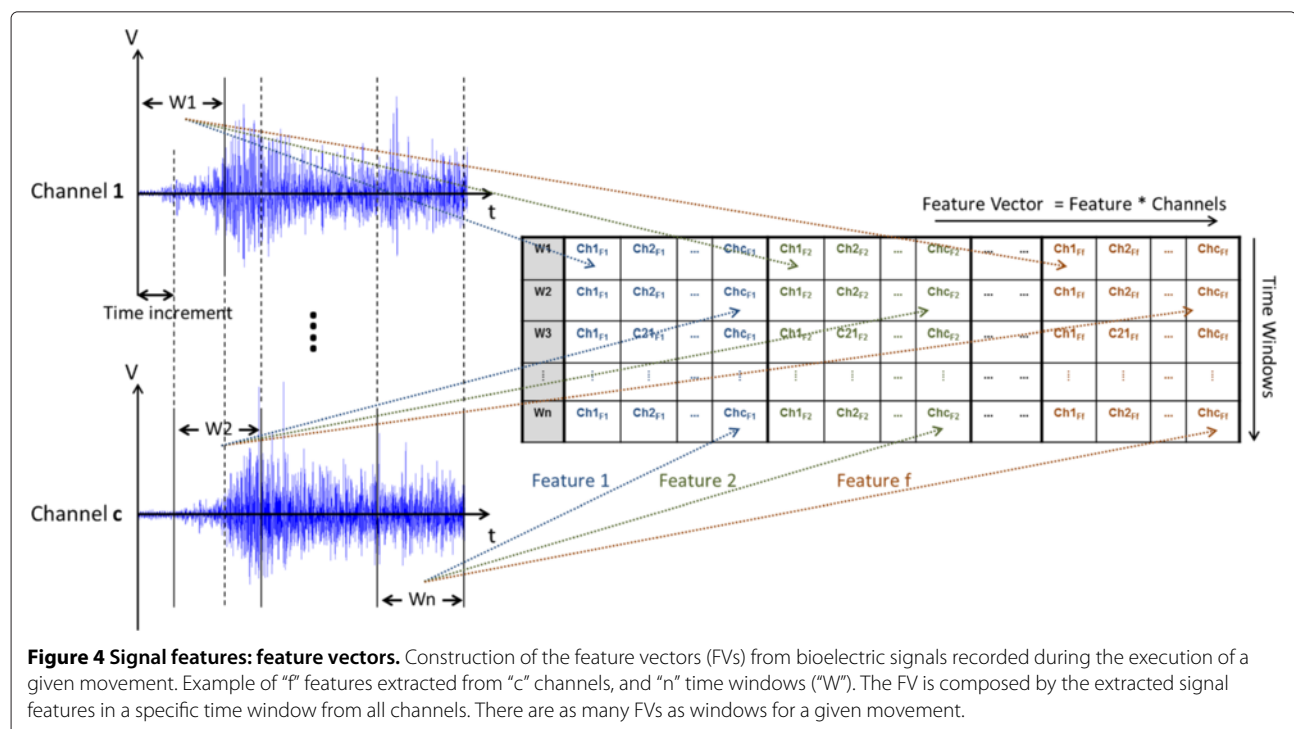 V
W1
Channel 1
t
Time increment
V
W2
Channel c
t
Wn
Feature Vector = Feature * Channels
W1 Ch1F1 Ch2F1 ... ChcF1 Ch1F2 Ch2F2 ... ChcF2 ... ... Ch1Ff Ch2Ff ... ChcFf
W2 Ch1F1 Ch2F1 ... ChcF1 Ch1F2 Ch2F2 ... ChcF2 ... ... Ch1Ff Ch2Ff ... ChcFf
W3 Ch1F1 C21F1 ... ChcF1 Ch1F2 C21F2 ... ChcF2 ... ... Ch1Ff C21Ff ... ChcFf
... ... ... ... ... ... ... ... ... ... ... ... ... ... ...
Wn Ch1F1 Ch2F1 ... ChcF1 Ch1F2 Ch2F2 ... ChcF2 ... ... Ch1Ff Ch2Ff ... ChcFf
Time Windows
Feature 1 Feature 2 Feature f
Figure 4 Signal features: feature vectors. Construction of the feature vectors (FVs) from bioelectric signals recorded during the execution of a
given movement. Example of “f” features extracted from “c” channels, and “n” time windows (“W”). The FV is composed by the extracted signal
features in a specific time window from all channels. There are as many FVs as windows for a given movement.